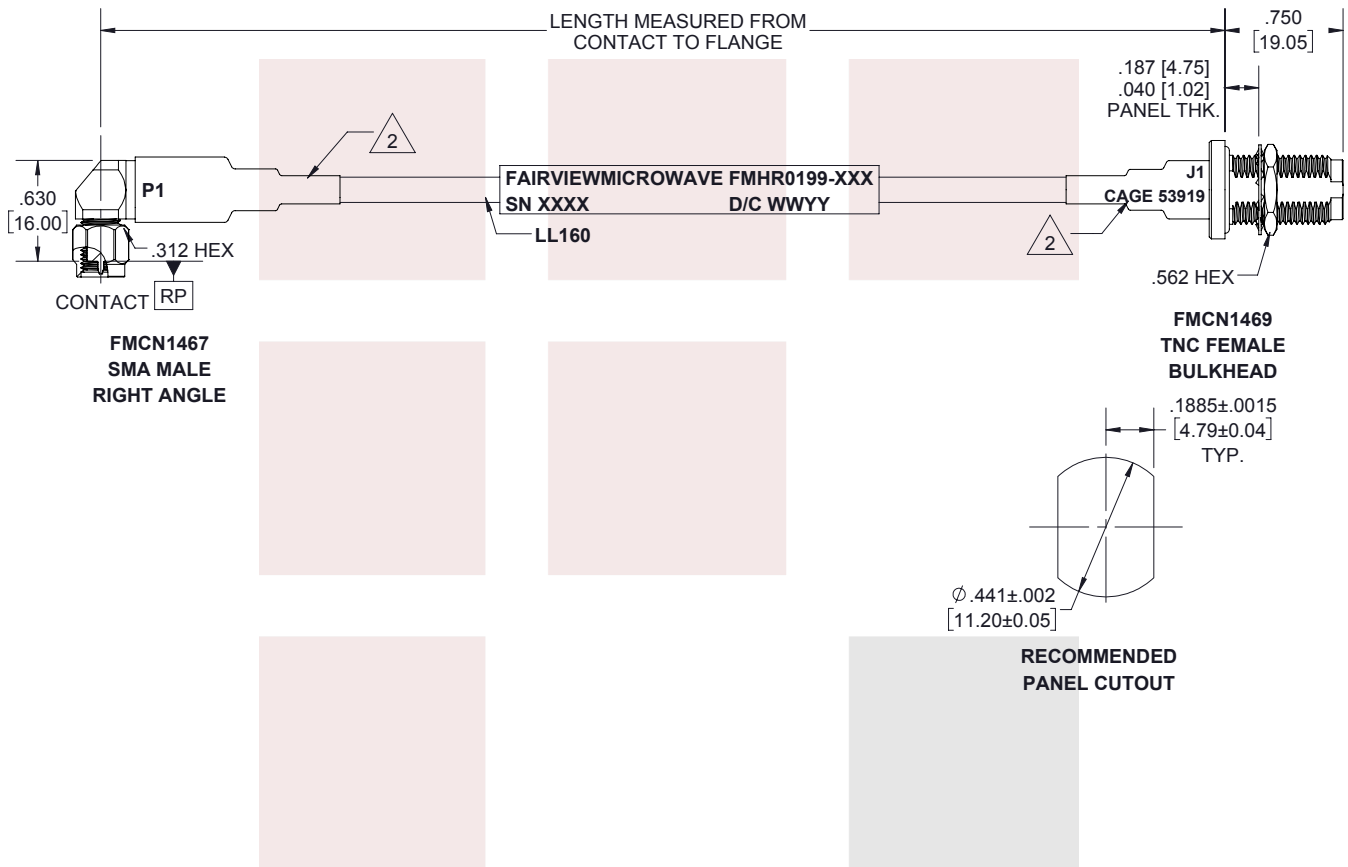 LENGTH MEASURED FROM
CONTACT TO FLANGE
.750
[19.05]
.187 [4.75]
.040 [1.02]
PANEL THK.
2
.630
[16.00]
P1
FAIRVIEWMICROWAVE FMHR0199-XXX
SN XXXX D/C WWYY
J1
CAGE 53919
LL160
2
.312 HEX
.562 HEX
CONTACT RP
FMCN1467
SMA MALE
RIGHT ANGLE
FMCN1469
TNC FEMALE
BULKHEAD
.1885±.0015
[4.79±0.04]
TYP.
∅.441±.002
[11.20±0.05]
RECOMMENDED
PANEL CUTOUT